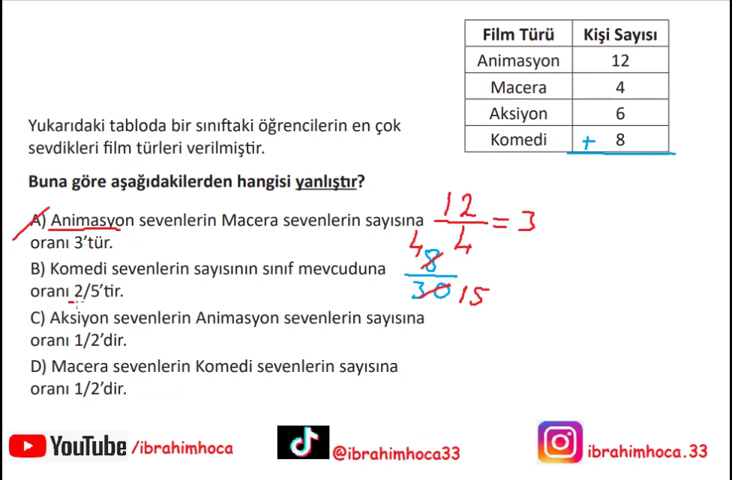 Film Türü Kişi Sayısı
Animasyon 12
Macera 4
Aksiyon 6
Komedi + 8
Yukarıdaki tabloda bir sınıftaki öğrencilerin en çok
sevdikleri film türleri verilmiştir.
Buna göre aşağıdakilerden hangisi yanlıştır?
A) Animasyon sevenlerin Macera sevenlerin sayısına
oranı 3'tür.
12
4
= 3
B) Komedi sevenlerin sayısının sınıf mevcuduna
oranı 2/5'tir.
4 8
30 15
C) Aksiyon sevenlerin Animasyon sevenlerin sayısına
oranı 1/2'dir.
D) Macera sevenlerin Komedi sevenlerin sayısına
oranı 1/2'dir.
YouTube /ibrahimhoca
@ibrahimhoca33
ibrahimhoca.33